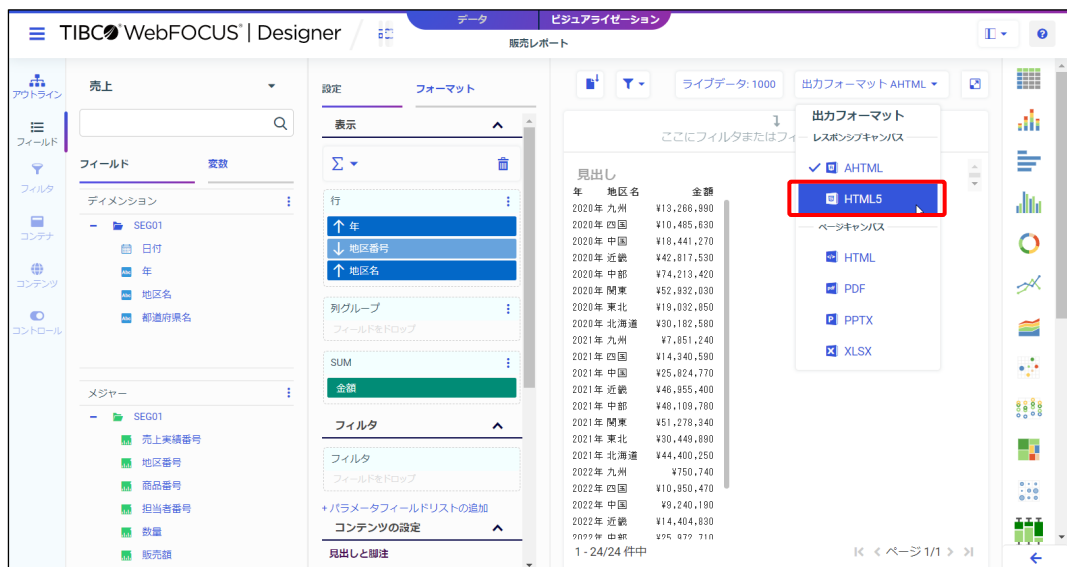 データ
ビジュアライゼーション
TIBCO WebFOCUS | Designer
販売レポート
アウトライン
フィールド
フィルタ
コンテナ
コンテンツ
コントロール
売上
フィールド
変数
ディメンション
SEG01
日付
年
地区名
都道府県名
メジャー
SEG01
売上実績番号
地区番号
商品番号
担当者番号
数量
販売額
設定
フォーマット
表示
行
年
地区番号
地区名
列グループ
フィールドをドロップ
SUM
金額
フィルタ
フィルタ
フィールドをドロップ
+パラメータフィールドリストの追加
コンテンツの設定
見出しと脚注
ライブデータ: 1000
出力フォーマット AHTML
ここにフィルタまたはフィ
見出し
年 地区名 金額
2020年 九州 ¥13,266,990
2020年 四国 ¥10,485,630
2020年 中国 ¥18,441,270
2020年 近畿 ¥42,817,530
2020年 中部 ¥74,213,420
2020年 関東 ¥52,932,030
2020年 東北 ¥19,032,850
2020年 北海道 ¥30,182,580
2021年 九州 ¥7,851,240
2021年 四国 ¥14,340,590
2021年 中国 ¥25,824,770
2021年 近畿 ¥46,955,400
2021年 中部 ¥48,109,780
2021年 関東 ¥51,278,340
2021年 東北 ¥30,449,890
2021年 北海道 ¥44,400,250
2022年 九州 ¥750,740
2022年 四国 ¥10,950,470
2022年 中国 ¥9,240,190
2022年 近畿 ¥14,404,830
2022年 中部 ¥25,972,710
1 - 24/24 件中
ページ 1/1
出力フォーマット
レスポンシブキャンバス
AHTML
HTML5
ページキャンバス
HTML
PDF
PPTX
XLSX